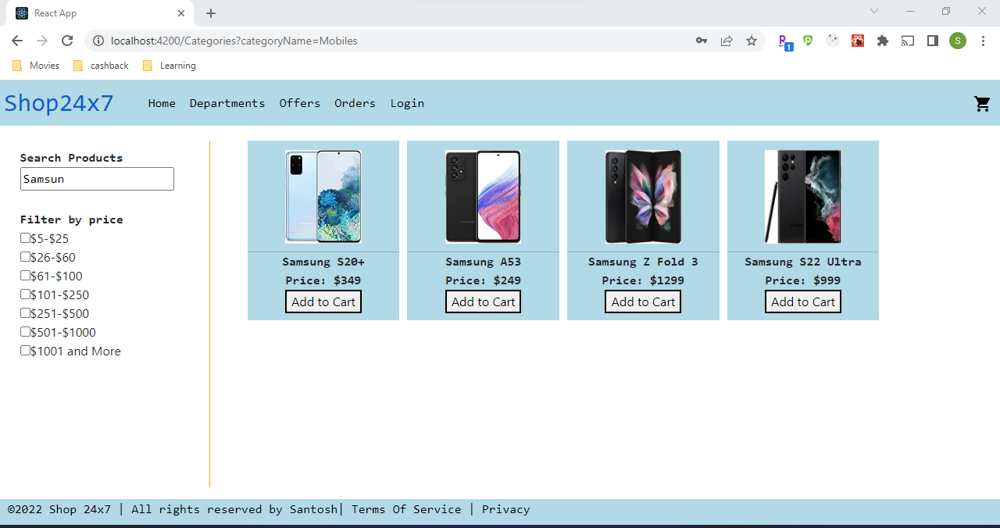 React App
localhost:4200/Categories?categoryName=Mobiles
1
S
Movies cashback Learning
Shop24x7 Home Departments Offers Orders Login
Search Products
Samsun
Filter by price
$5-$25
$26-$60
$61-$100
$101-$250
$251-$500
$501-$1000
$1001 and More
Samsung S20+
Price: $349
Add to Cart
Samsung A53
Price: $249
Add to Cart
Samsung Z Fold 3
Price: $1299
Add to Cart
Samsung S22 Ultra
Price: $999
Add to Cart
©2022 Shop 24x7 | All rights reserved by Santosh| Terms Of Service | Privacy